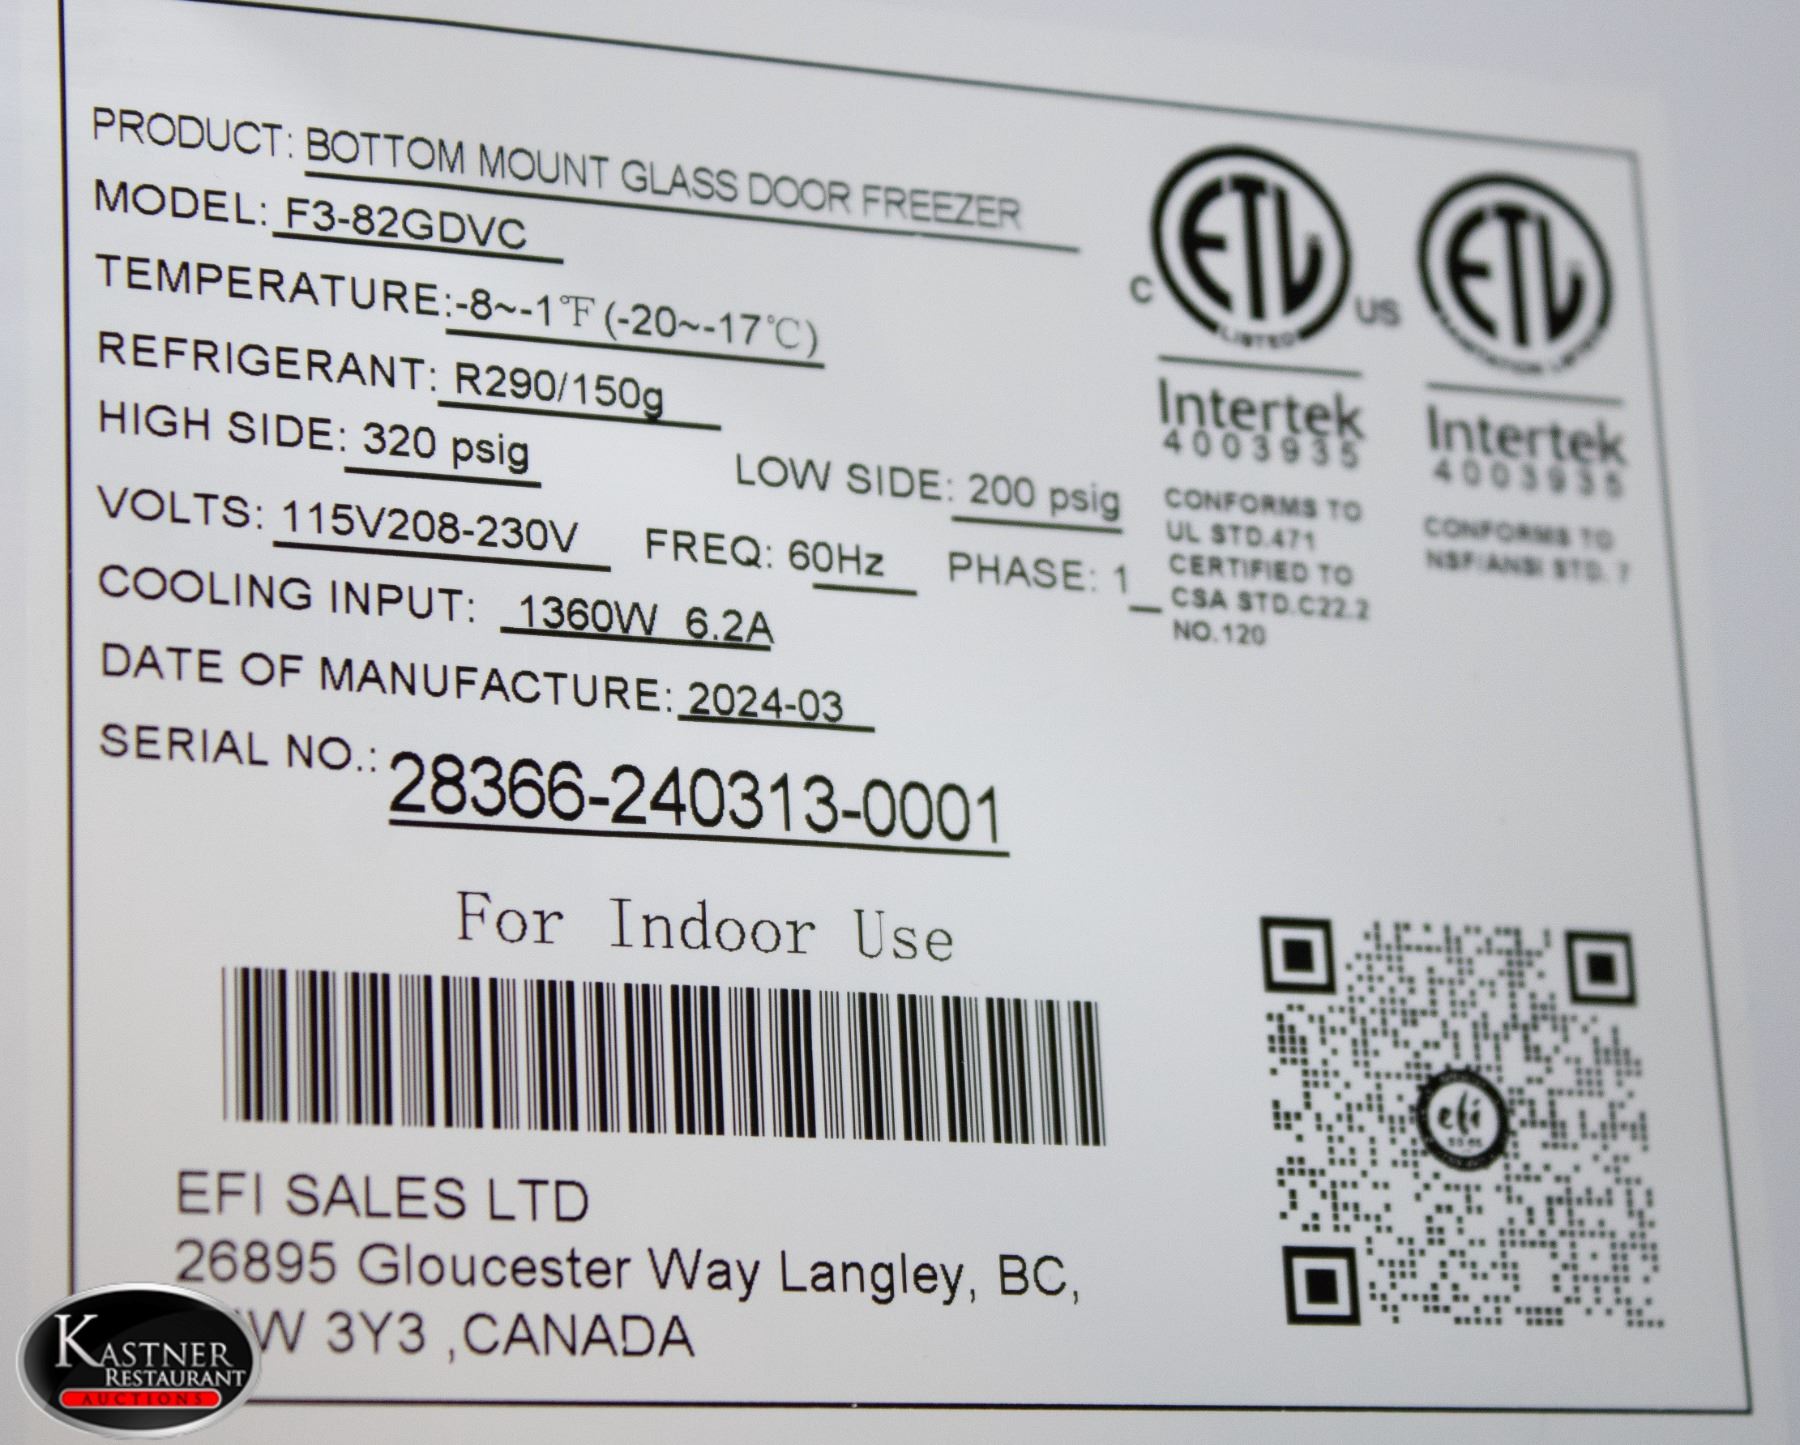 PRODUCT: BOTTOM MOUNT GLASS DOOR FREEZER
MODEL: F3-82GDVC
TEMPERATURE: -8~-1℉ (-20~-17℃)
REFRIGERANT: R290/150g
HIGH SIDE: 320 psig LOW SIDE: 200 psig
VOLTS: 115V208-230V FREQ: 60Hz PHASE: 1
COOLING INPUT: 1360W 6.2A
DATE OF MANUFACTURE: 2024-03
SERIAL NO.: 28366-240313-0001
For Indoor Use
EFI SALES LTD
26895 Gloucester Way Langley, BC,
W 3Y3 ,CANADA
C ETL US
LISTED
Intertek
4003935
CONFORMS TO
UL STD.471
CERTIFIED TO
CSA STD.C22.2
NO.120
ETL
Intertek
4003935
CONFORMS TO
NSF/ANSI STD. 7
efi
KASTNER
RESTAURANT
AUCTIONS